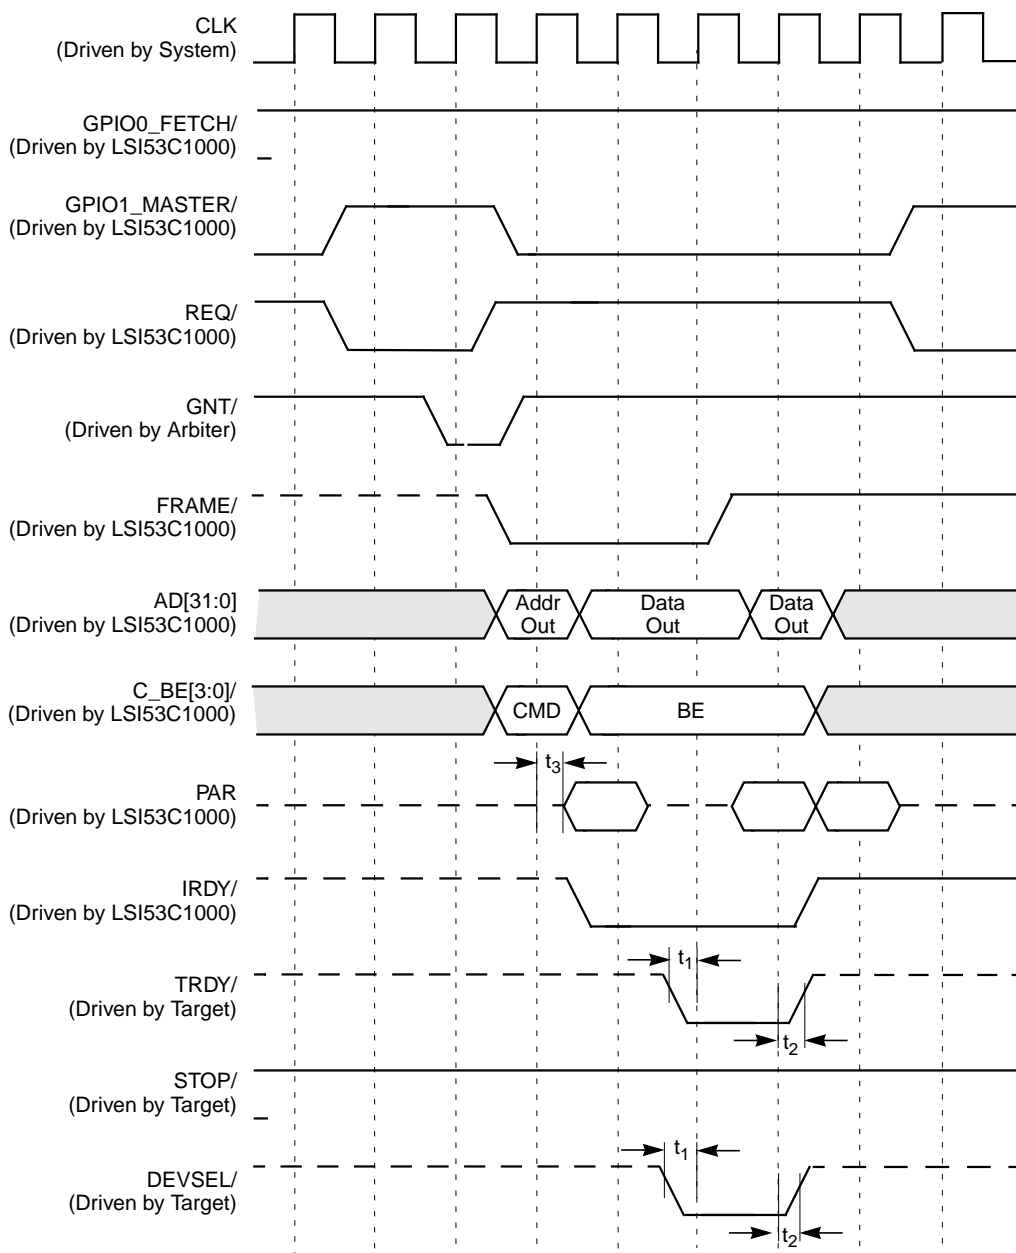 CLK
(Driven by System)
GPIO0_FETCH/
(Driven by LSI53C1000)
GPIO1_MASTER/
(Driven by LSI53C1000)
REQ/
(Driven by LSI53C1000)
GNT/
(Driven by Arbiter)
FRAME/
(Driven by LSI53C1000)
AD[31:0]
(Driven by LSI53C1000)
Addr
Out
Data
Out
Data
Out
C_BE[3:0]/
(Driven by LSI53C1000)
CMD
BE
t3
PAR
(Driven by LSI53C1000)
IRDY/
(Driven by LSI53C1000)
t1
TRDY/
(Driven by Target)
t2
STOP/
(Driven by Target)
t1
DEVSEL/
(Driven by Target)
t2